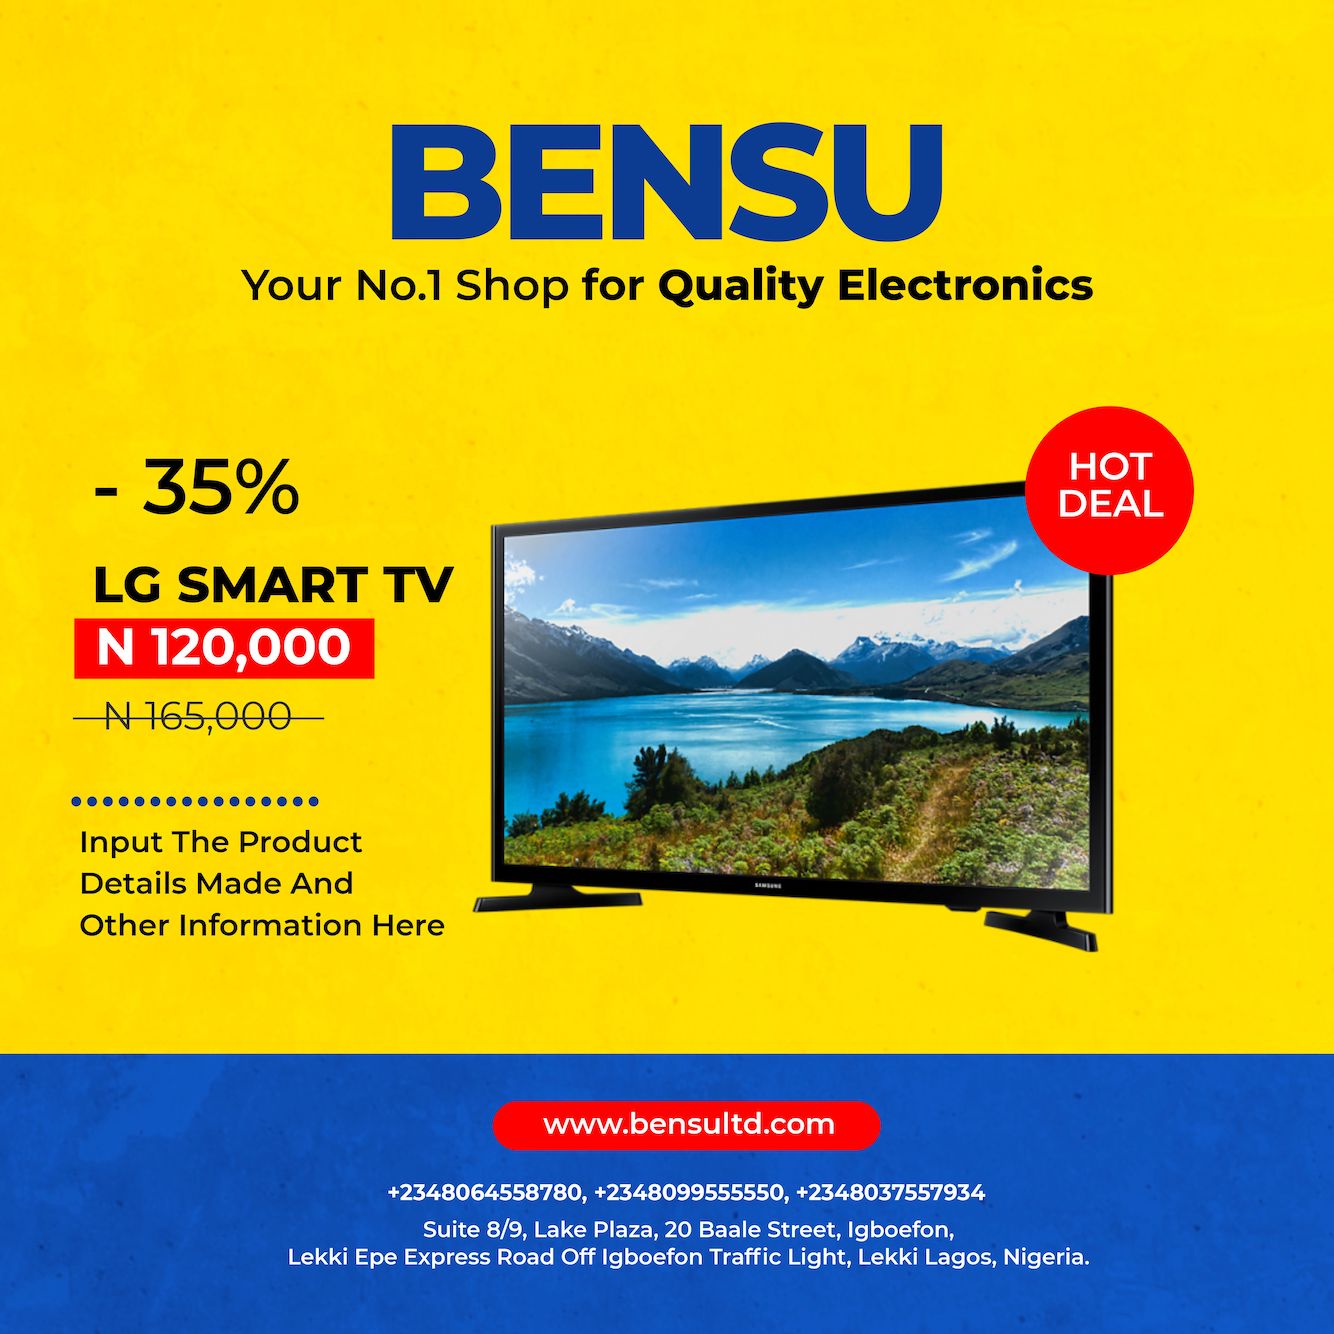 BENSU
Your No.1 Shop for Quality Electronics
HOT
DEAL
- 35%
LG SMART TV
N 120,000
N 165,000
Input The Product
Details Made And
Other Information Here
SAMSUNG
www.bensultd.com
+2348064558780, +2348099555550, +2348037557934
Suite 8/9, Lake Plaza, 20 Baale Street, Igboefon,
Lekki Epe Express Road Off Igboefon Traffic Light, Lekki Lagos, Nigeria.